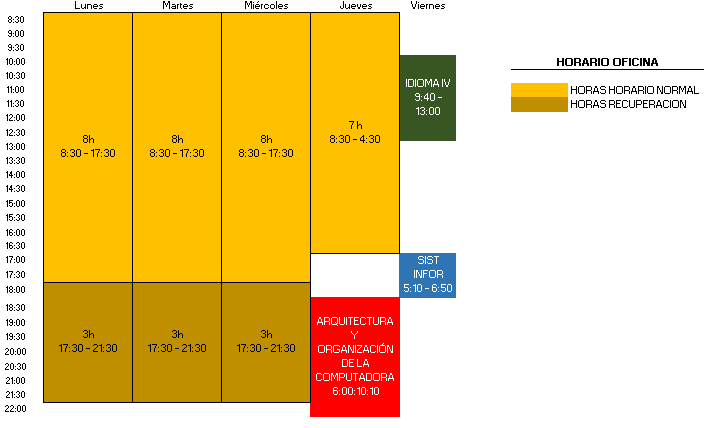 Lunes Martes Miércoles Jueves Viernes
8:30
9:00
9:30
10:00
10:30
11:00
11:30
12:00
12:30
13:00
13:30
14:00
14:30
15:00
15:30
16:00
16:30
17:00
17:30
18:00
18:30
19:00
19:30
20:00
20:30
21:00
21:30
22:00
8h
8:30 - 17:30
8h
8:30 - 17:30
8h
8:30 - 17:30
7 h
8:30 - 4:30
IDIOMA IV
9:40 -
13:00
SIST
INFOR
5:10 - 6:50
3h
17:30 - 21:30
3h
17:30 - 21:30
3h
17:30 - 21:30
ARQUITECTURA
Y
ORGANIZACIÓN
DE LA
COMPUTADORA
6:00:10:10
HORARIO OFICINA
HORAS HORARIO NORMAL
HORAS RECUPERACION